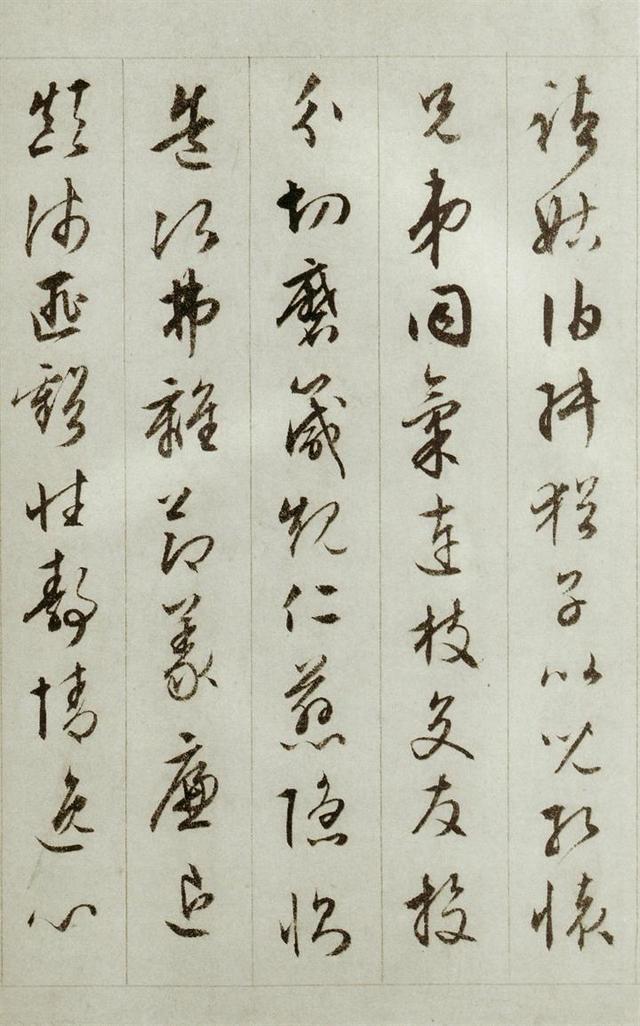 諸姑伯叔猶子比兒孔懷
兄弟同氣連枝交友投
分切磨箴規仁慈隱惻
造次弗離節義廉退
顛沛匪虧性靜情逸心